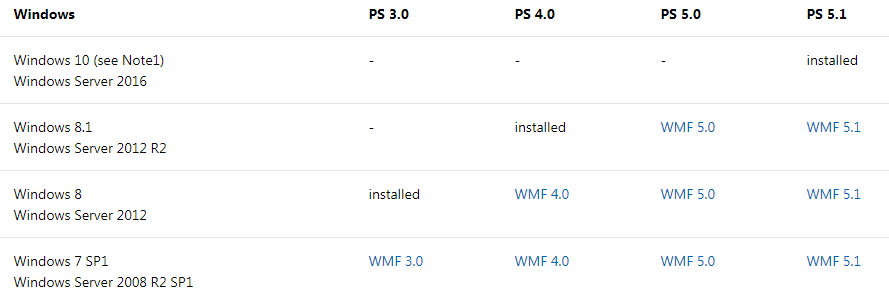 Windows PS 3.0 PS 4.0 PS 5.0 PS 5.1
Windows 10 (see Note1) - - - installed
Windows Server 2016
Windows 8.1 - installed WMF 5.0 WMF 5.1
Windows Server 2012 R2
Windows 8 installed WMF 4.0 WMF 5.0 WMF 5.1
Windows Server 2012
Windows 7 SP1 WMF 3.0 WMF 4.0 WMF 5.0 WMF 5.1
Windows Server 2008 R2 SP1